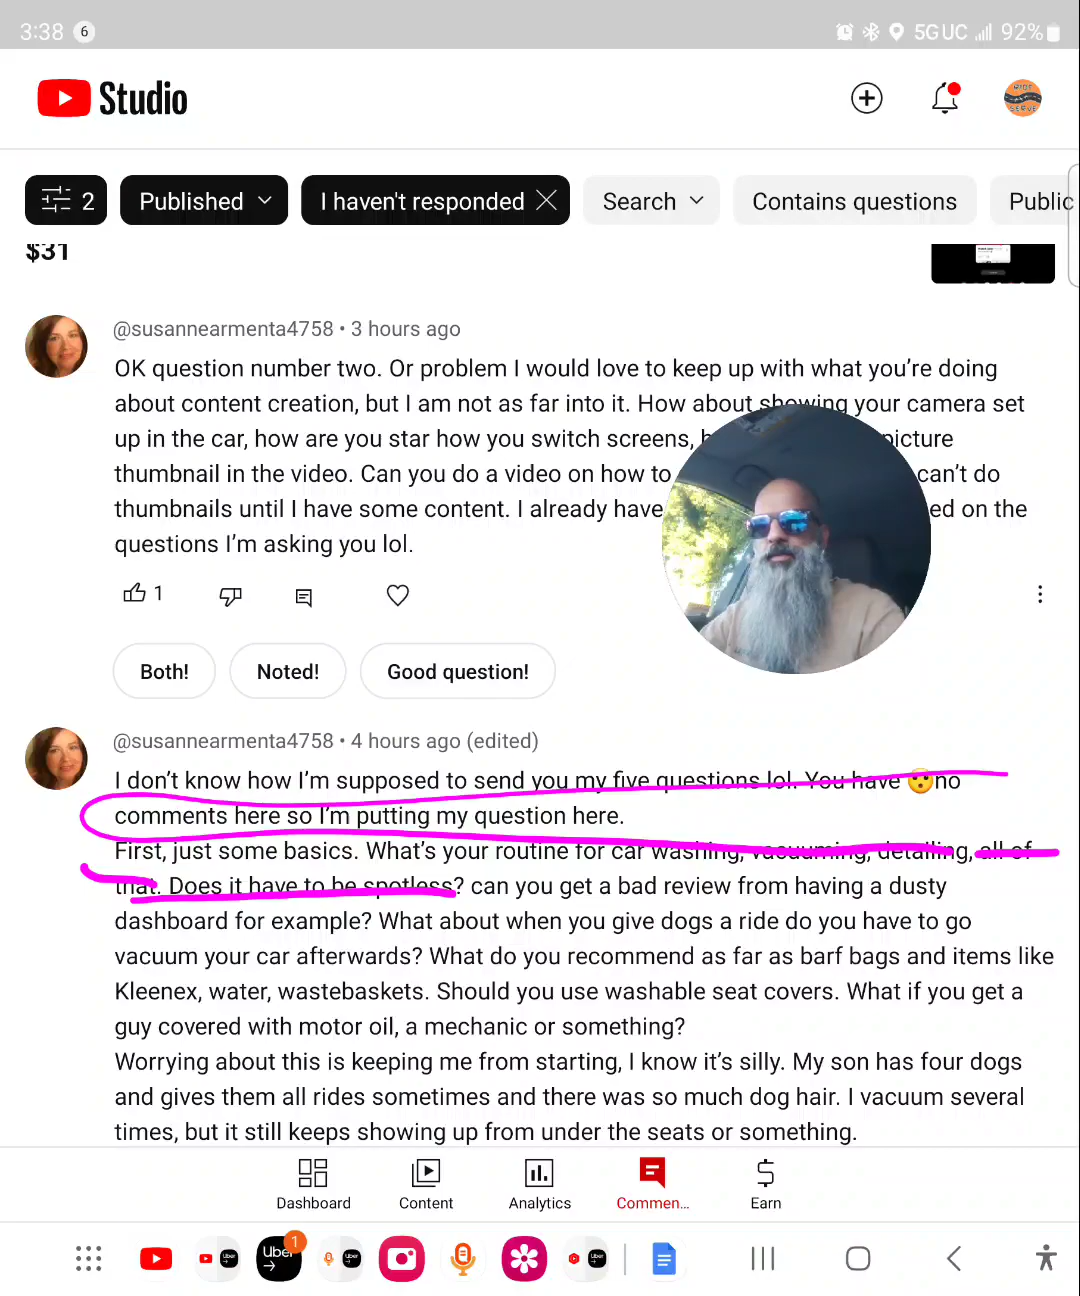 3:38 6 5G UC 92%
Studio
2 Published I haven't responded Search Contains questions Public
$31
@susannearmenta4758 • 3 hours ago
OK question number two. Or problem I would love to keep up with what you're doing
about content creation, but I am not as far into it. How about showing your camera set
up in the car, how are you star how you switch screens, picture
thumbnail in the video. Can you do a video on how to can't do
thumbnails until I have some content. I already have ed on the
questions I'm asking you lol.
1
Both! Noted! Good question!
@susannearmenta4758 • 4 hours ago (edited)
I don't know how I'm supposed to send you my five questions lol. You have 😯no
comments here so I'm putting my question here.
First, just some basics. What's your routine for car washing, vacuuming, detailing, all of
that. Does it have to be spotless? can you get a bad review from having a dusty
dashboard for example? What about when you give dogs a ride do you have to go
vacuum your car afterwards? What do you recommend as far as barf bags and items like
Kleenex, water, wastebaskets. Should you use washable seat covers. What if you get a
guy covered with motor oil, a mechanic or something?
Worrying about this is keeping me from starting, I know it's silly. My son has four dogs
and gives them all rides sometimes and there was so much dog hair. I vacuum several
times, but it still keeps showing up from under the seats or something.
Dashboard Content Analytics Commen... Earn
Uber Uber 1 Uber Uber